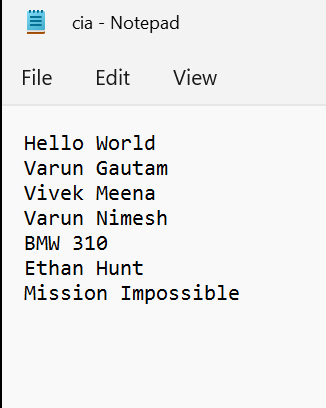 cia - Notepad
File Edit View
Hello World
Varun Gautam
Vivek Meena
Varun Nimesh
BMW 310
Ethan Hunt
Mission Impossible